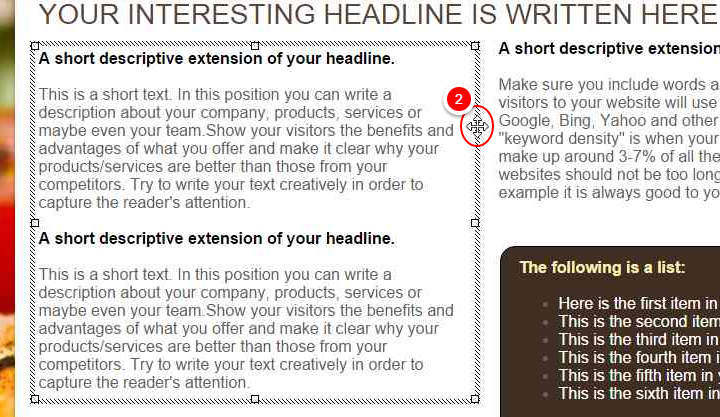 YOUR INTERESTING HEADLINE IS WRITTEN HERE
A short descriptive extension of your headline.
This is a short text. In this position you can write a
description about your company, products, services or
maybe even your team.Show your visitors the benefits and
advantages of what you offer and make it clear why your
products/services are better than those from your
competitors. Try to write your text creatively in order to
capture the reader's attention.
A short descriptive extension of your headline.
This is a short text. In this position you can write a
description about your company, products, services or
maybe even your team.Show your visitors the benefits and
advantages of what you offer and make it clear why your
products/services are better than those from your
competitors. Try to write your text creatively in order to
capture the reader's attention.
2
A short descriptive extension
Make sure you include words a
visitors to your website will use
Google, Bing, Yahoo and other
"keyword density" is when your
make up around 3-7% of all the
websites should not be too long
example it is always good to yo
The following is a list:
Here is the first item in
This is the second item
This is the third item in
This is the fourth item i
This is the fifth item in
This is the sixth item in